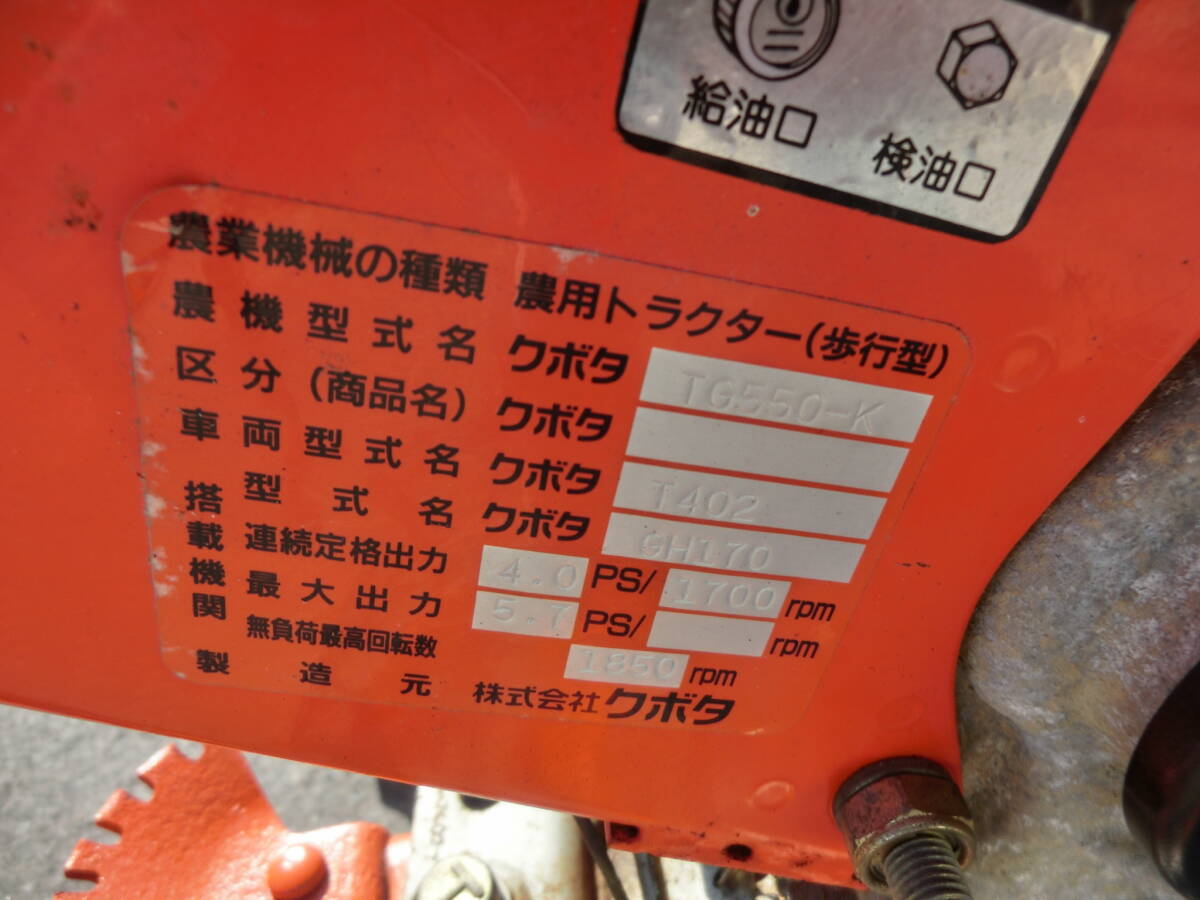 給油口
検油口
農業機械の種類 農用トラクター(歩行型)
農機型式名 クボタ TG550-K
区分(商品名) クボタ
車両型式名 クボタ T402
搭載機関 型式名 クボタ GH170
連続定格出力 4.0 PS/ 1700 rpm
最大出力 5.7 PS/ rpm
無負荷最高回転数 1850 rpm
製造元 株式会社クボタ